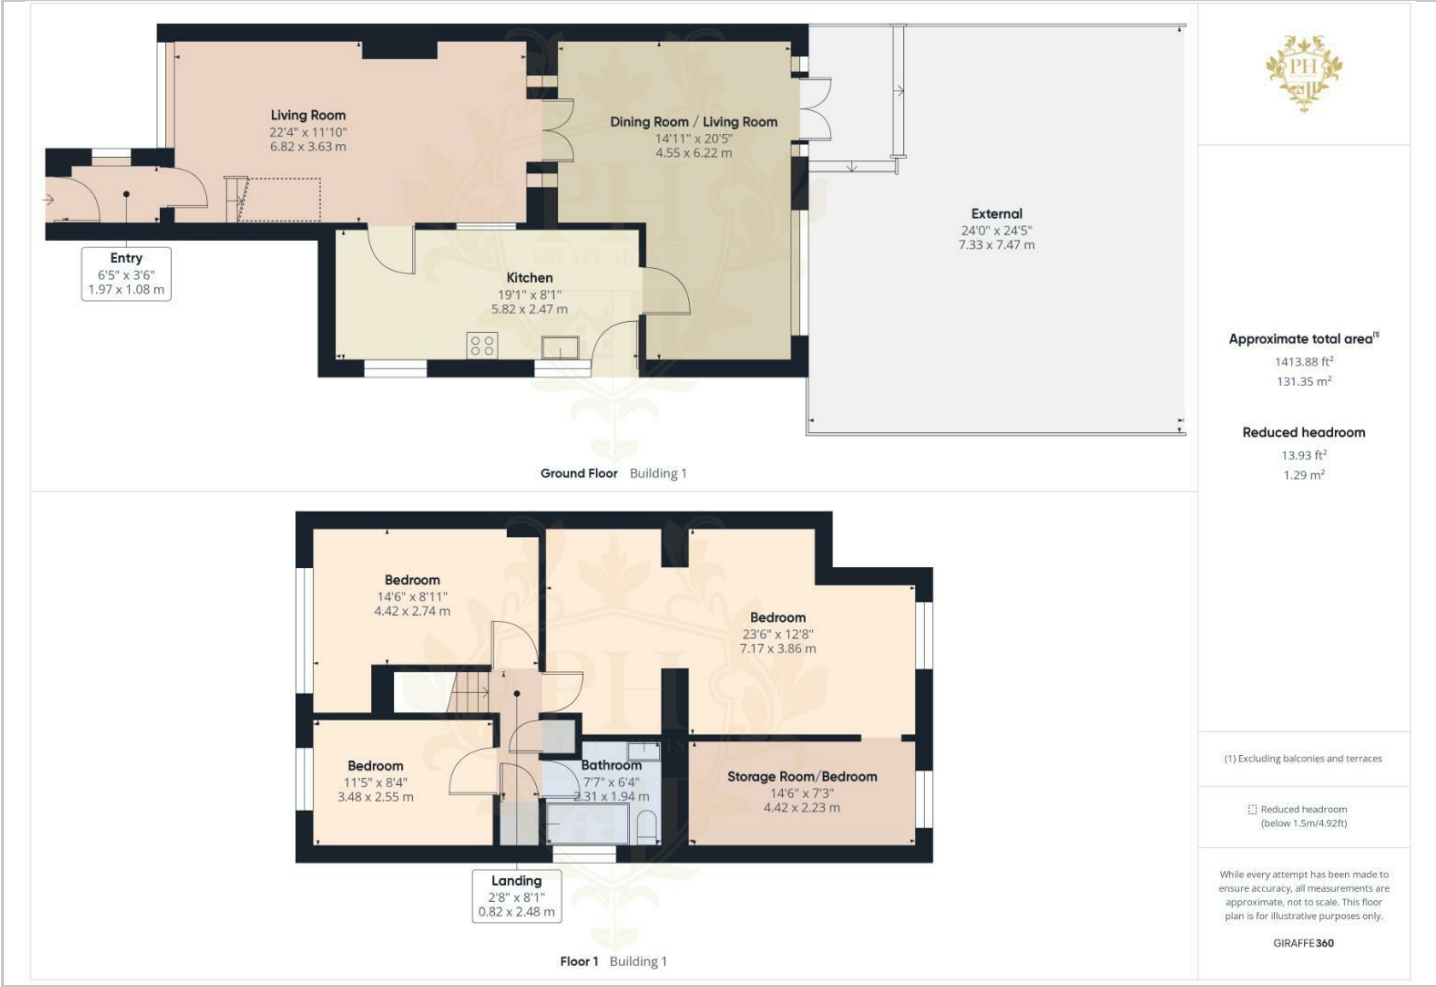 Living Room
22'4" x 11'10"
6.82 x 3.63 m
Dining Room / Living Room
14'11" x 20'5"
4.55 x 6.22 m
External
24'0" x 24'5"
7.33 x 7.47 m
Entry
6'5" x 3'6"
1.97 x 1.08 m
Kitchen
19'1" x 8'1"
5.82 x 2.47 m
Ground Floor Building 1
Bedroom
14'6" x 8'11"
4.42 x 2.74 m
Bedroom
23'6" x 12'8"
7.17 x 3.86 m
Bedroom
11'5" x 8'4"
3.48 x 2.55 m
Bathroom
7'7" x 6'4"
2.31 x 1.94 m
Storage Room/Bedroom
14'6" x 7'3"
4.42 x 2.23 m
Landing
2'8" x 8'1"
0.82 x 2.48 m
Floor 1 Building 1
PH
Approximate total area(1)
1413.88 ft²
131.35 m²
Reduced headroom
13.93 ft²
1.29 m²
(1) Excluding balconies and terraces
Reduced headroom
(below 1.5m/4.92ft)
While every attempt has been made to
ensure accuracy, all measurements are
approximate, not to scale. This floor
plan is for illustrative purposes only.
GIRAFFE360